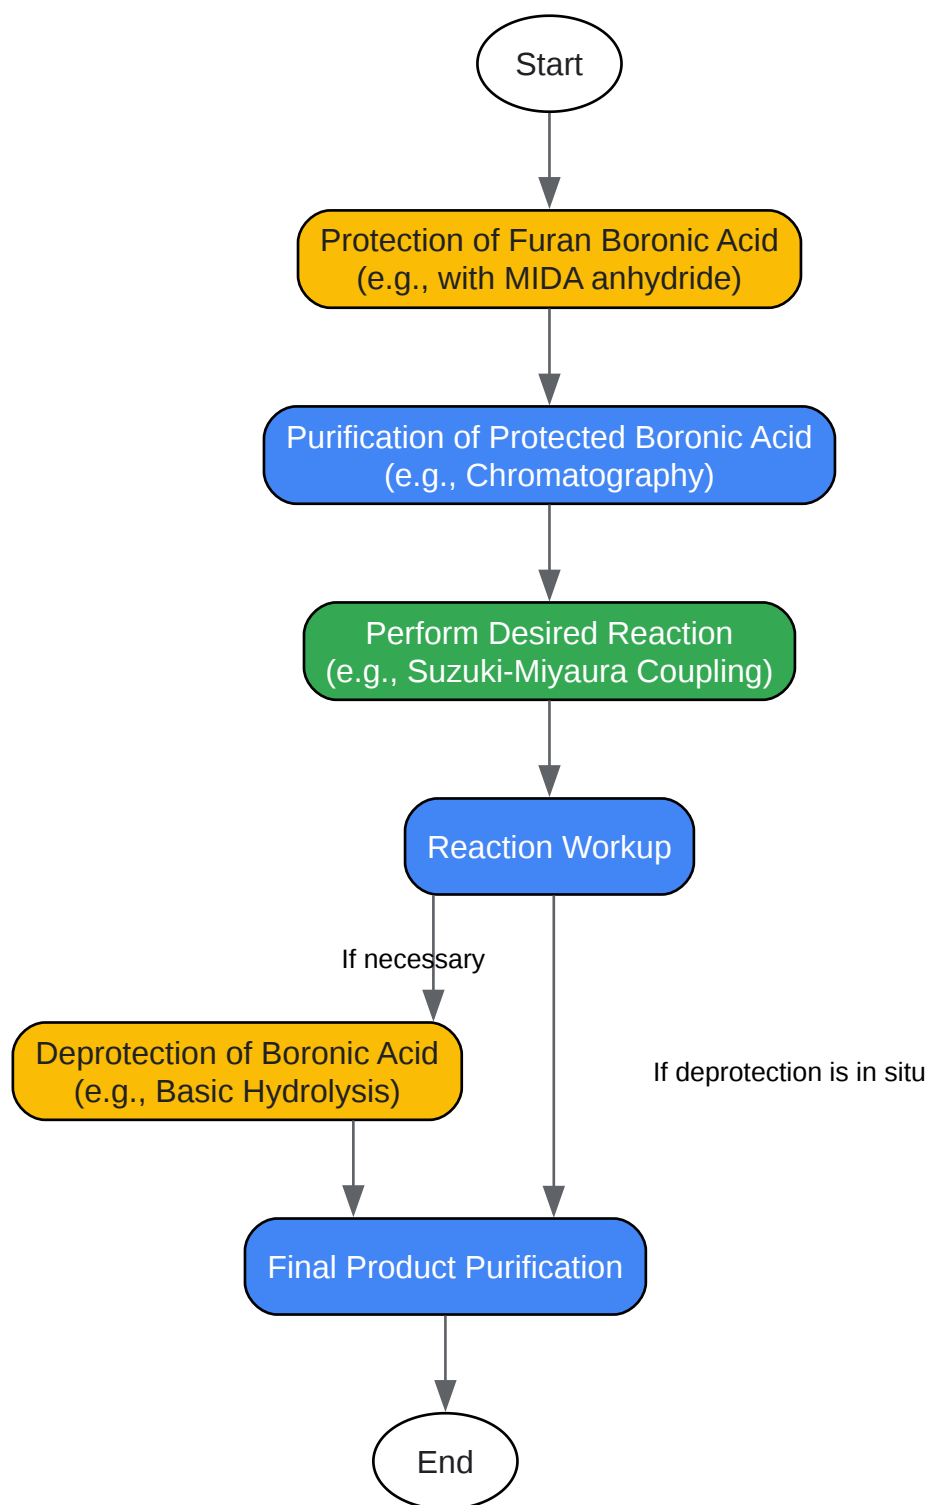 Start
Protection of Furan Boronic Acid
(e.g., with MIDA anhydride)
Purification of Protected Boronic Acid
(e.g., Chromatography)
Perform Desired Reaction
(e.g., Suzuki-Miyaura Coupling)
Reaction Workup
If necessary
Deprotection of Boronic Acid
(e.g., Basic Hydrolysis)
If deprotection is in situ
Final Product Purification
End